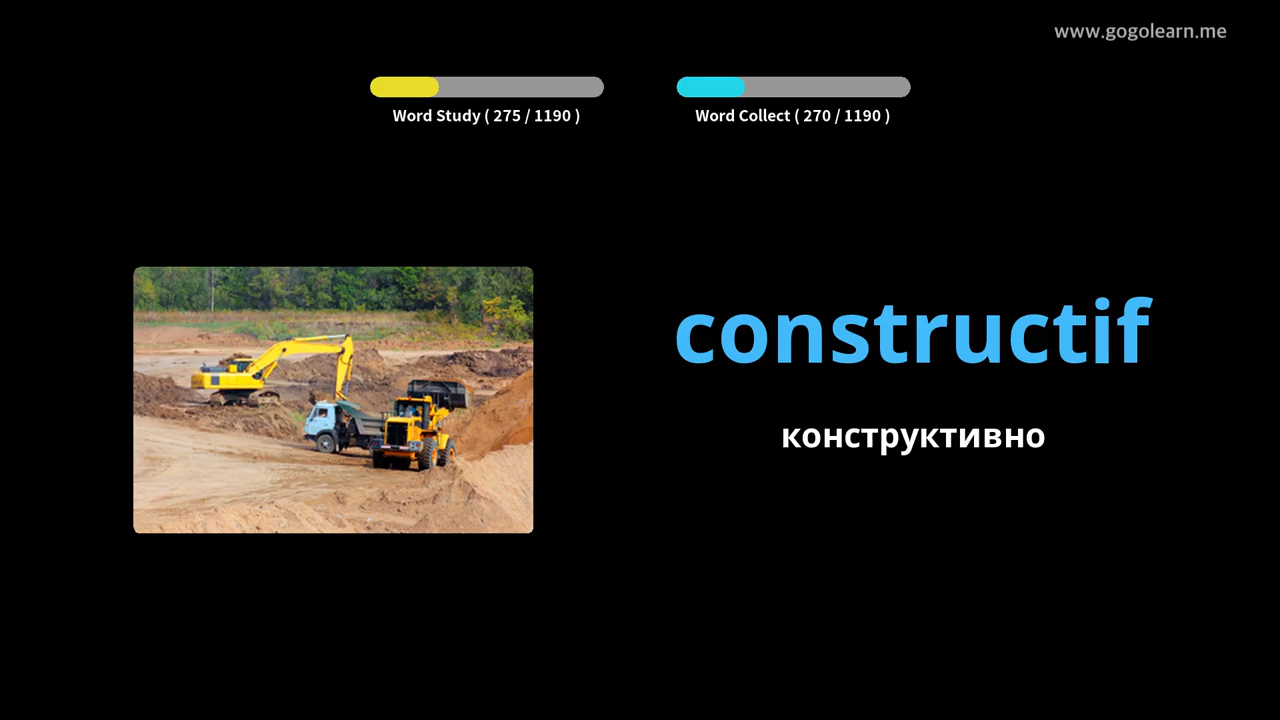 www.gogolearn.me
Word Study ( 275 / 1190 )
Word Collect ( 270 / 1190 )
constructif
конструктивно